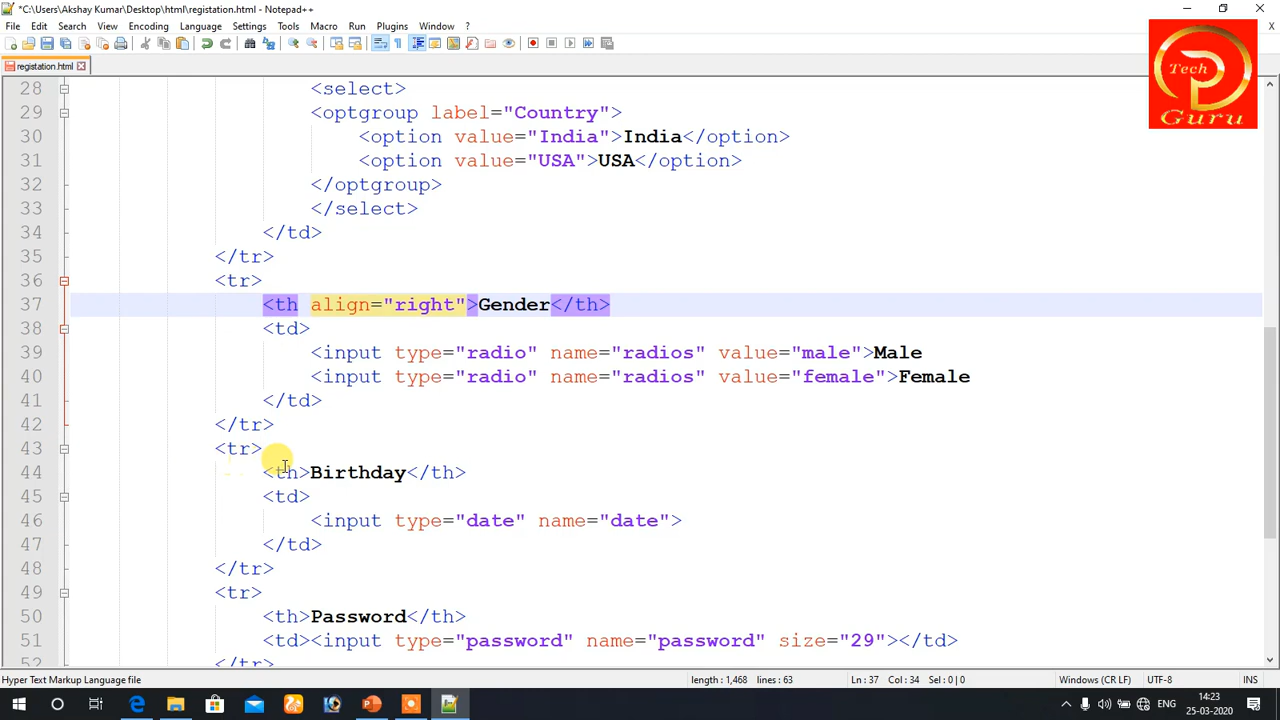 *C:\Users\Akshay Kumar\Desktop\html\registation.html - Notepad++
File Edit Search View Encoding Language Settings Tools Macro Run Plugins Window ?
X
registation.html
Tech
Guru
28 <select>
29 <optgroup label="Country">
30 <option value="India">India</option>
31 <option value="USA">USA</option>
32 </optgroup>
33 </select>
34 </td>
35 </tr>
36 <tr>
37 <th align="right">Gender</th>
38 <td>
39 <input type="radio" name="radios" value="male">Male
40 <input type="radio" name="radios" value="female">Female
41 </td>
42 </tr>
43 <tr>
44 <th>Birthday</th>
45 <td>
46 <input type="date" name="date">
47 </td>
48 </tr>
49 <tr>
50 <th>Password</th>
51 <td><input type="password" name="password" size="29"></td>
52 </tr>
Hyper Text Markup Language file length : 1,468 lines : 63 Ln : 37 Col : 34 Sel : 0 | 0 Windows (CR LF) UTF-8 INS
ENG
14:23
25-03-2020